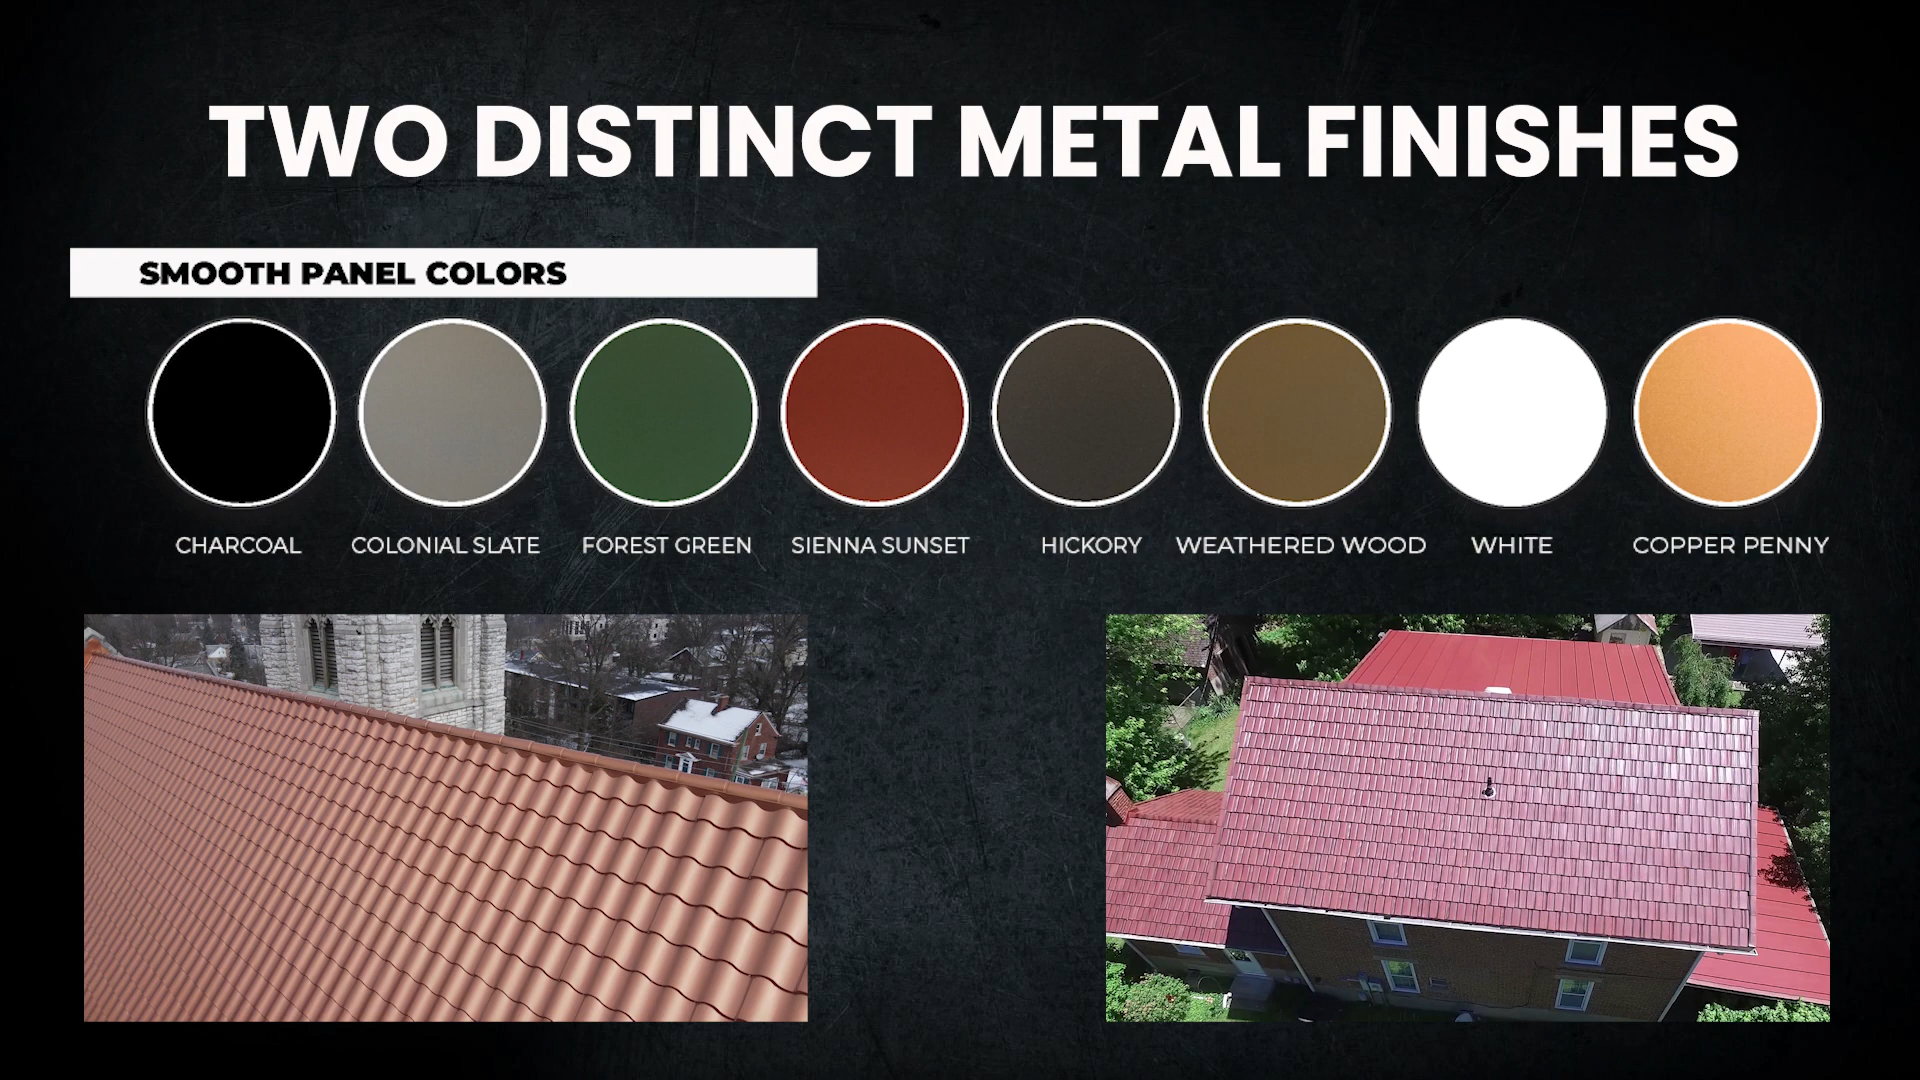 TWO DISTINCT METAL FINISHES
SMOOTH PANEL COLORS
CHARCOAL
COLONIAL SLATE
FOREST GREEN
SIENNA SUNSET
HICKORY
WEATHERED WOOD
WHITE
COPPER PENNY